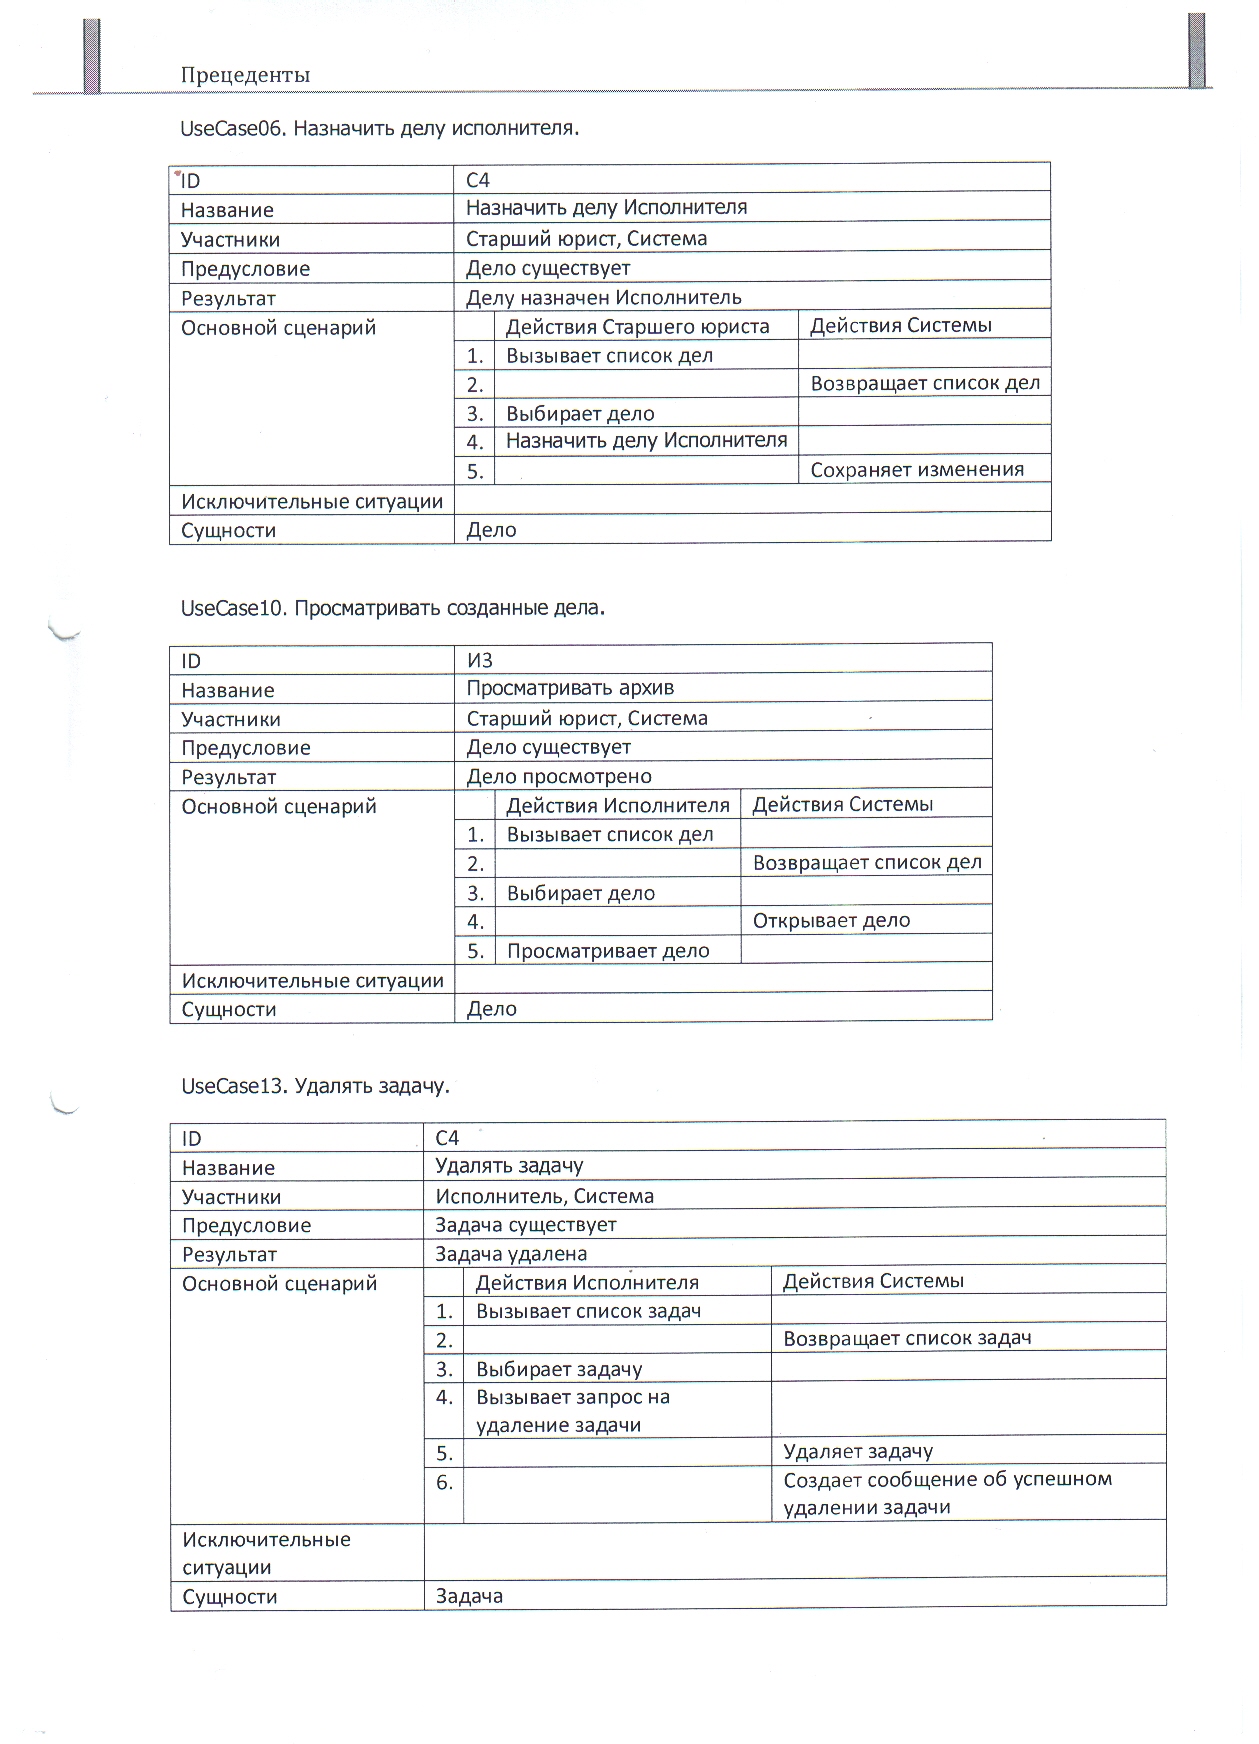 Прецеденты
UseCase06. Назначить делу исполнителя.
ID С4
Название Назначить делу Исполнителя
Участники Старший юрист, Система
Предусловие Дело существует
Результат Делу назначен Исполнитель
Основной сценарий Действия Старшего юриста Действия Системы
1. Вызывает список дел
2. Возвращает список дел
3. Выбирает дело
4. Назначить делу Исполнителя
5. Сохраняет изменения
Исключительные ситуации
Сущности Дело
UseCase10. Просматривать созданные дела.
ID И3
Название Просматривать архив
Участники Старший юрист, Система
Предусловие Дело существует
Результат Дело просмотрено
Основной сценарий Действия Исполнителя Действия Системы
1. Вызывает список дел
2. Возвращает список дел
3. Выбирает дело
4. Открывает дело
5. Просматривает дело
Исключительные ситуации
Сущности Дело
UseCase13. Удалять задачу.
ID С4
Название Удалять задачу
Участники Исполнитель, Система
Предусловие Задача существует
Результат Задача удалена
Основной сценарий Действия Исполнителя Действия Системы
1. Вызывает список задач
2. Возвращает список задач
3. Выбирает задачу
4. Вызывает запрос на
удаление задачи
5. Удаляет задачу
6. Создает сообщение об успешном
удалении задачи
Исключительные
ситуации
Сущности Задача